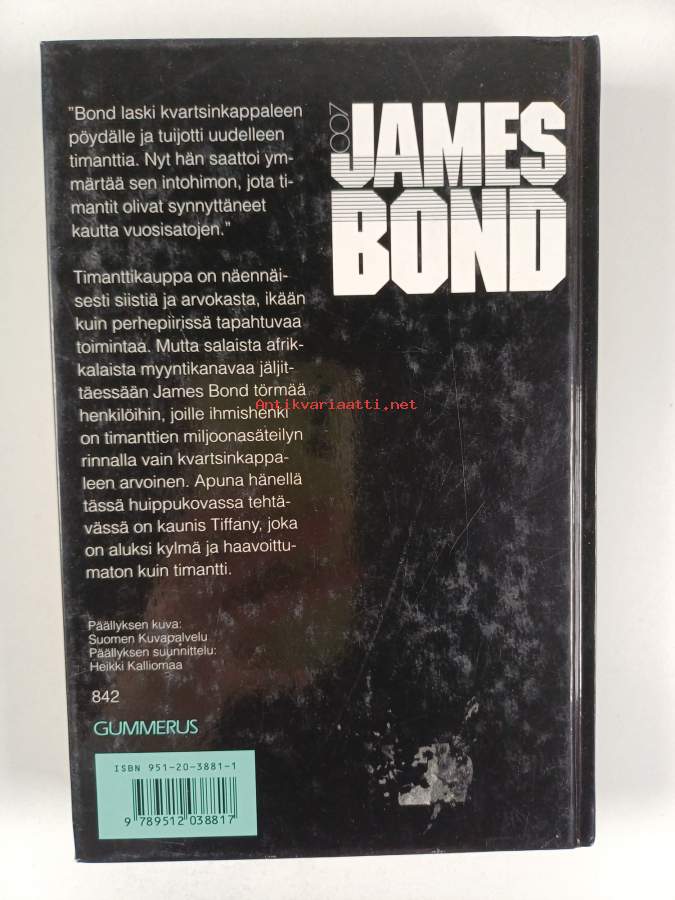 "Bond laski kvartsinkappaleen
pöydälle ja tuijotti uudelleen
timanttia. Nyt hän saattoi ym-
märtää sen intohimon, jota ti-
mantit olivat synnyttäneet
kautta vuosisatojen."
007
JAMES
BOND
Timanttikauppa on näennäi-
sesti siistiä ja arvokasta, ikään
kuin perhepiirissä tapahtuvaa
toimintaa. Mutta salaista afrik-
kalaista myyntikanavaa jäljit-
täessään James Bond törmää
henkilöihin, joille ihmishenki
on timanttien miljoonasäteilyn
rinnalla vain kvartsinkappa-
leen arvoinen. Apuna hänellä
tässä huippukovassa tehtä-
vässä on kaunis Tiffany, joka
on aluksi kylmä ja haavoittu-
maton kuin timantti.
Antikvariaatti.net
Päällyksen kuva:
Suomen Kuvapalvelu
Päällyksen suunnittelu:
Heikki Kalliomaa
842
GUMMERUS
ISBN 951-20-3881-1
9 789512 038817